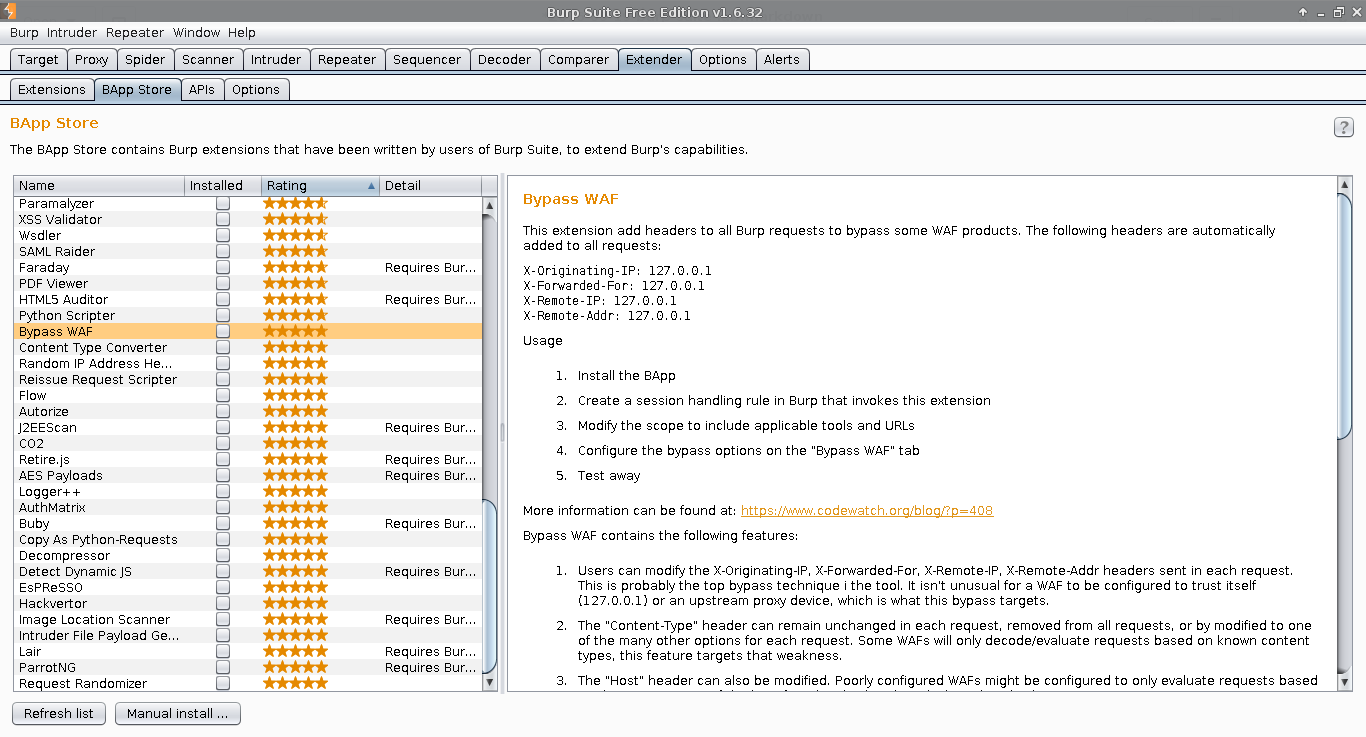 Burp Suite Free Edition v1.6.32
Burp Intruder Repeater Window Help
Target Proxy Spider Scanner Intruder Repeater Sequencer Decoder Comparer Extender Options Alerts
Extensions BApp Store APIs Options
BApp Store
?
The BApp Store contains Burp extensions that have been written by users of Burp Suite, to extend Burp's capabilities.
Name Installed Rating Detail
Paramalyzer
XSS Validator
Wsdler
SAML Raider
Faraday Requires Bur...
PDF Viewer
HTML5 Auditor Requires Bur...
Python Scripter
Bypass WAF
Content Type Converter
Random IP Address He...
Reissue Request Scripter
Flow
Autorize
J2EEScan Requires Bur...
CO2
Retire.js Requires Bur...
AES Payloads Requires Bur...
Logger++
AuthMatrix
Buby Requires Bur...
Copy As Python-Requests
Decompressor
Detect Dynamic JS Requires Bur...
EsPReSSO
Hackvertor
Image Location Scanner Requires Bur...
Intruder File Payload Ge...
Lair Requires Bur...
ParrotNG Requires Bur...
Request Randomizer
Refresh list Manual install ...
Bypass WAF
This extension add headers to all Burp requests to bypass some WAF products. The following headers are automatically
added to all requests:
X-Originating-IP: 127.0.0.1
X-Forwarded-For: 127.0.0.1
X-Remote-IP: 127.0.0.1
X-Remote-Addr: 127.0.0.1
Usage
1. Install the BApp
2. Create a session handling rule in Burp that invokes this extension
3. Modify the scope to include applicable tools and URLs
4. Configure the bypass options on the "Bypass WAF" tab
5. Test away
More information can be found at: https://www.codewatch.org/blog/?p=408
Bypass WAF contains the following features:
1. Users can modify the X-Originating-IP, X-Forwarded-For, X-Remote-IP, X-Remote-Addr headers sent in each request.
This is probably the top bypass technique i the tool. It isn't unusual for a WAF to be configured to trust itself
(127.0.0.1) or an upstream proxy device, which is what this bypass targets.
2. The "Content-Type" header can remain unchanged in each request, removed from all requests, or by modified to one
of the many other options for each request. Some WAFs will only decode/evaluate requests based on known content
types, this feature targets that weakness.
3. The "Host" header can also be modified. Poorly configured WAFs might be configured to only evaluate requests based